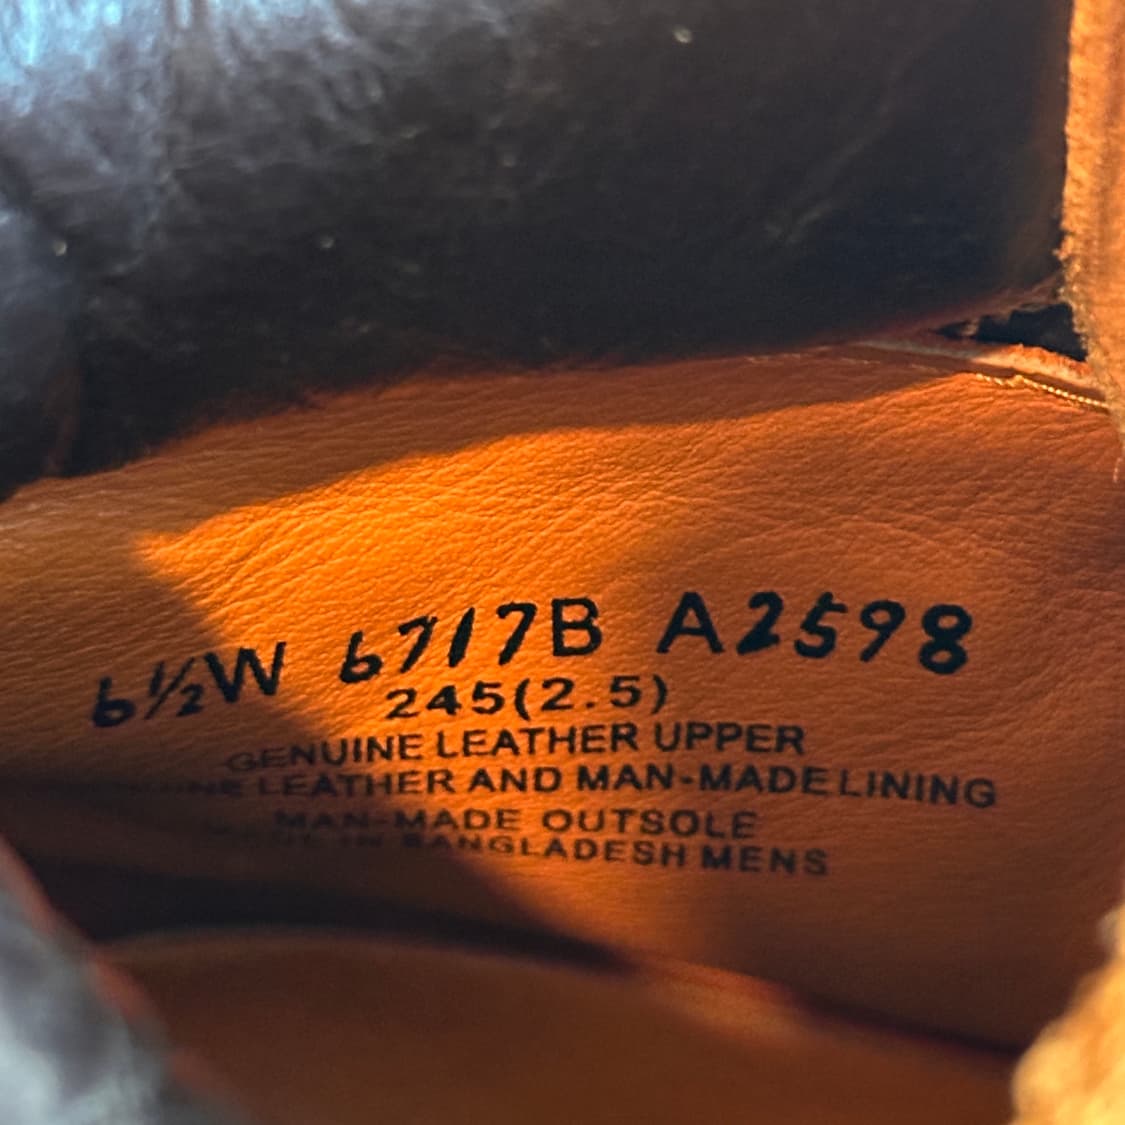 6½W 6717B A2598
245(2.5)
GENUINE LEATHER UPPER
LEATHER AND MAN-MADE LINING
MAN-MADE OUTSOLE
IN BANGLADESH MENS